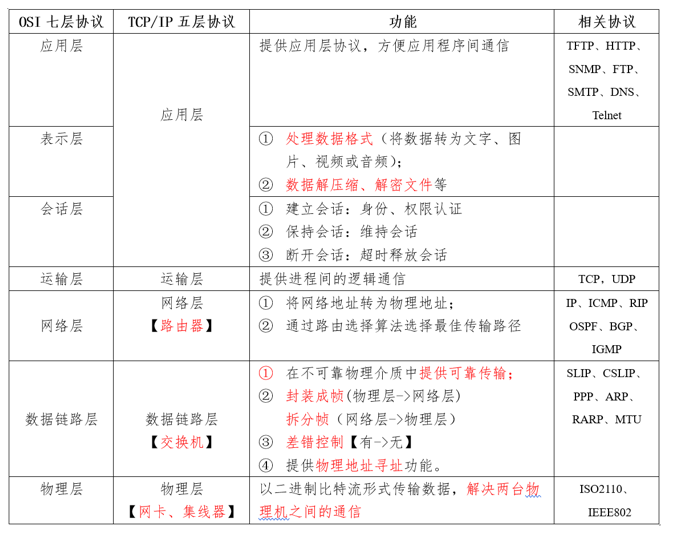 OSI 七层协议 TCP/IP 五层协议 功能 相关协议
应用层 应用层 提供应用层协议，方便应用程序间通信 TFTP、HTTP、
SNMP、FTP、
SMTP、DNS、
Telnet
表示层 ① 处理数据格式（将数据转为文字、图
片、视频或音频）；
② 数据解压缩、解密文件等
会话层 ① 建立会话：身份、权限认证
② 保持会话：维持会话
③ 断开会话：超时释放会话
运输层 运输层 提供进程间的逻辑通信 TCP，UDP
网络层 网络层
【路由器】 ① 将网络地址转为物理地址；
② 通过路由选择算法选择最佳传输路径 IP、ICMP、RIP
OSPF、BGP、
IGMP
数据链路层 数据链路层
【交换机】 ① 在不可靠物理介质中提供可靠传输；
② 封装成帧(物理层->网络层)
拆分帧（网络层->物理层）
③ 差错控制【有->无】
④ 提供物理地址寻址功能。 SLIP、CSLIP、
PPP、ARP、
RARP、MTU
物理层 物理层
【网卡、集线器】 以二进制比特流形式传输数据，解决两台物
理机之间的通信 ISO2110、
IEEE802